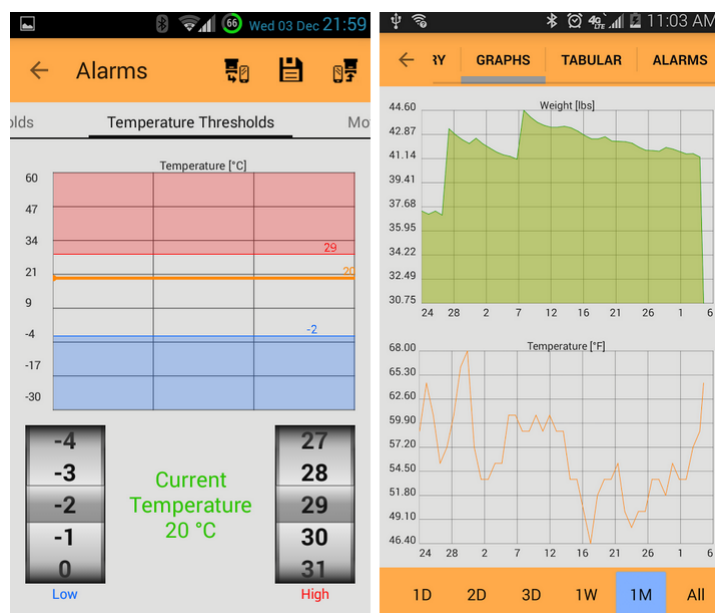 66 Wed 03 Dec 21:59
Alarms
olds Temperature Thresholds Mo
Temperature [°C]
60
47
34
29
21
20
9
-4
-2
-17
-30
-4
-3
-2
-1
0
Low
Current
Temperature
20 °C
27
28
29
30
31
High
4G LTE 11:03 AM
RY GRAPHS TABULAR ALARMS
Weight [lbs]
44.60
42.87
41.14
39.41
37.68
35.95
34.22
32.49
30.75
24 28 2 7 12 16 21 26 1 6
Temperature [°F]
68.00
65.30
62.60
59.90
57.20
54.50
51.80
49.10
46.40
24 28 2 7 12 16 21 26 1 6
1D 2D 3D 1W 1M All